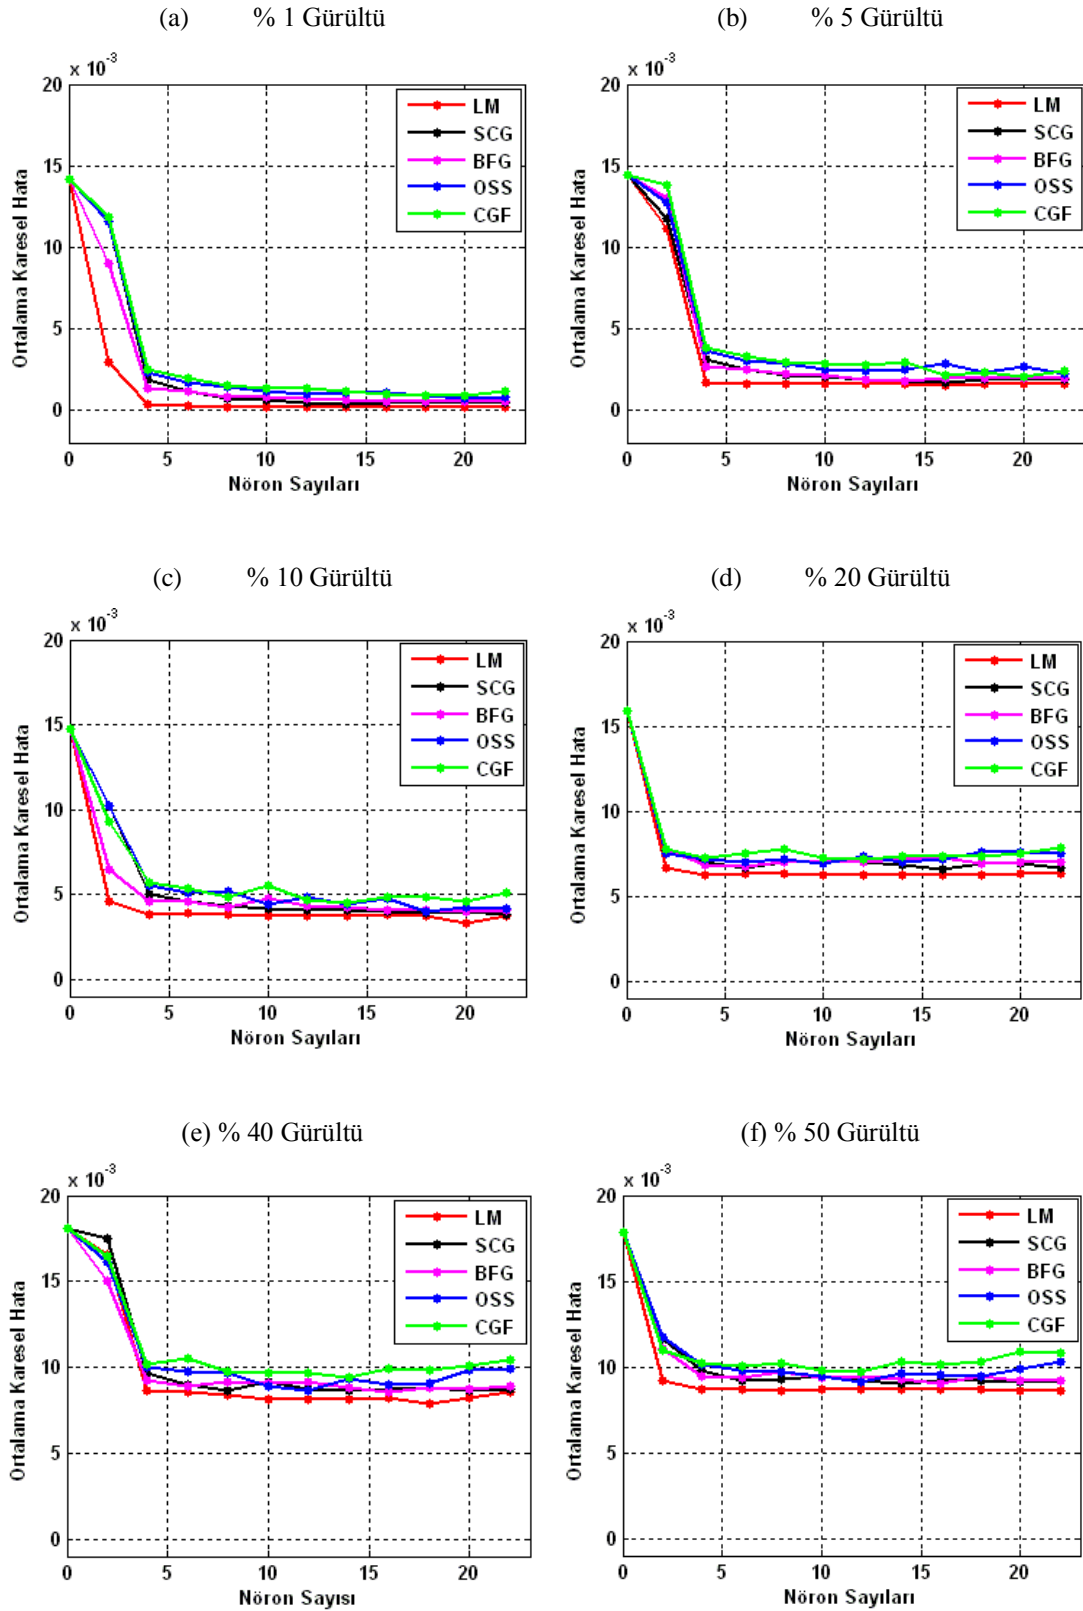 (a) % 1 Gürültü
(b) % 5 Gürültü
x 10^-3
20
15
10
5
0
0 5 10 15 20
Ortalama Karesel Hata
Nöron Sayıları
LM
SCG
BFG
OSS
CGF
x 10^-3
20
15
10
5
0
0 5 10 15 20
Ortalama Karesel Hata
Nöron Sayıları
LM
SCG
BFG
OSS
CGF
(c) % 10 Gürültü
(d) % 20 Gürültü
x 10^-3
20
15
10
5
0
0 5 10 15 20
Ortalama Karesel Hata
Nöron Sayıları
LM
SCG
BFG
OSS
CGF
x 10^-3
20
15
10
5
0
0 5 10 15 20
Ortalama Karesel Hata
Nöron Sayıları
LM
SCG
BFG
OSS
CGF
(e) % 40 Gürültü
(f) % 50 Gürültü
x 10^-3
20
15
10
5
0
0 5 10 15 20
Ortalama Karesel Hata
Nöron Sayısı
LM
SCG
BFG
OSS
CGF
x 10^-3
20
15
10
5
0
0 5 10 15 20
Ortalama Karesel Hata
Nöron Sayıları
LM
SCG
BFG
OSS
CGF